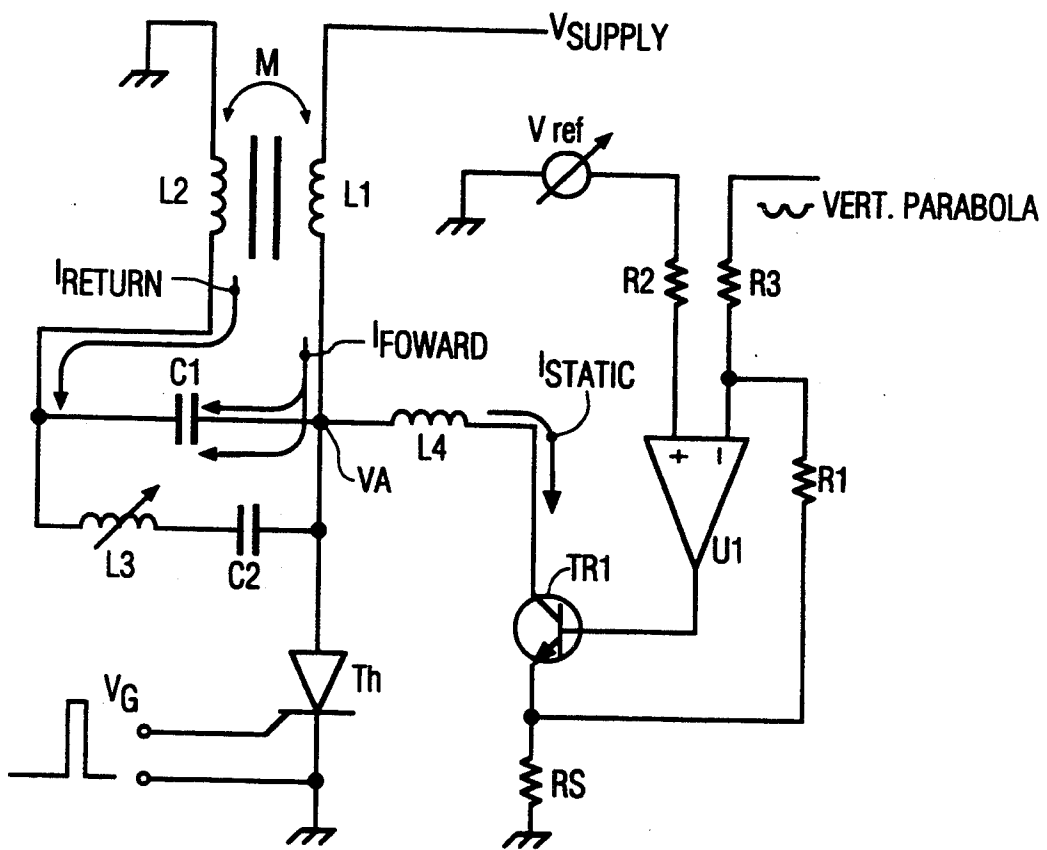 VSUPPLY
M
V ref
L2
L1
VERT. PARABOLA
R2
R3
IRETURN
IFOWARD
ISTATIC
C1
L4
VA
+
–
R1
L3
C2
U1
TR1
Th
VG
RS